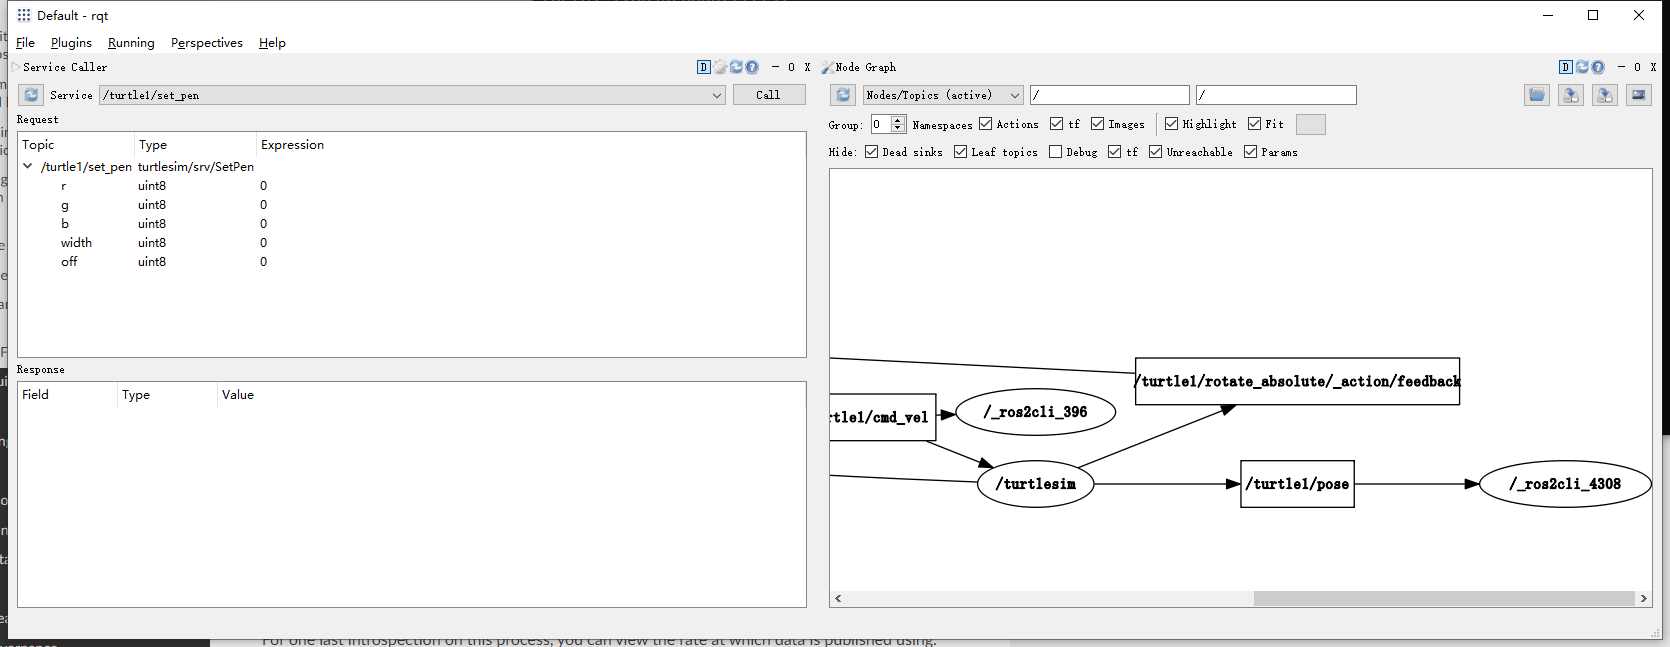 Default - rqt
File Plugins Running Perspectives Help
Service Caller
D
− O X
Service /turtle1/set_pen Call
Request
Topic Type Expression
/turtle1/set_pen turtlesim/srv/SetPen
r uint8 0
g uint8 0
b uint8 0
width uint8 0
off uint8 0
Response
Field Type Value
Node Graph
D
− O X
Nodes/Topics (active) / /
Group: 0 Namespaces Actions tf Images Highlight Fit
Hide: Dead sinks Leaf topics Debug tf Unreachable Params
/turtle1/rotate_absolute/_action/feedback
rtle1/cmd_vel
/_ros2cli_396
/turtlesim
/turtle1/pose
/_ros2cli_4308
For one last introspection on this process, you can view the rate at which data is published using: